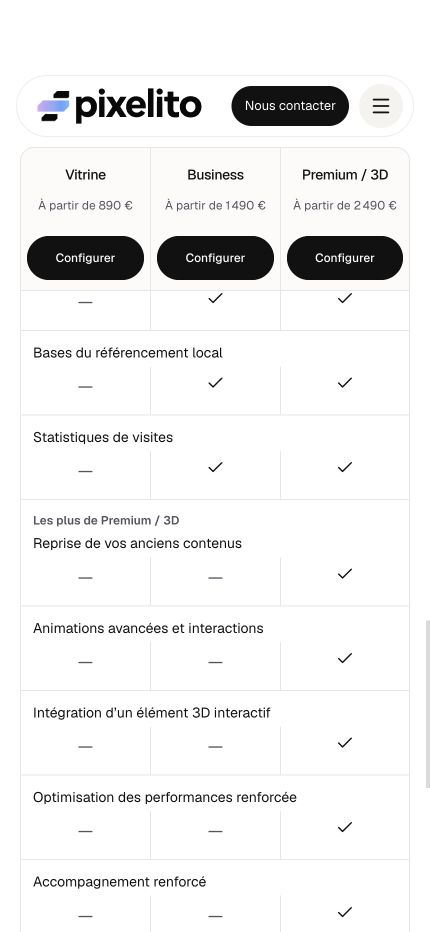 pixelito
Nous contacter
Vitrine
Business
Premium / 3D
À partir de 890 €
À partir de 1 490 €
À partir de 2 490 €
Configurer
Configurer
Configurer
—
Bases du référencement local
—
Statistiques de visites
—
Les plus de Premium / 3D
Reprise de vos anciens contenus
— —
Animations avancées et interactions
— —
Intégration d’un élément 3D interactif
— —
Optimisation des performances renforcée
— —
Accompagnement renforcé
— —